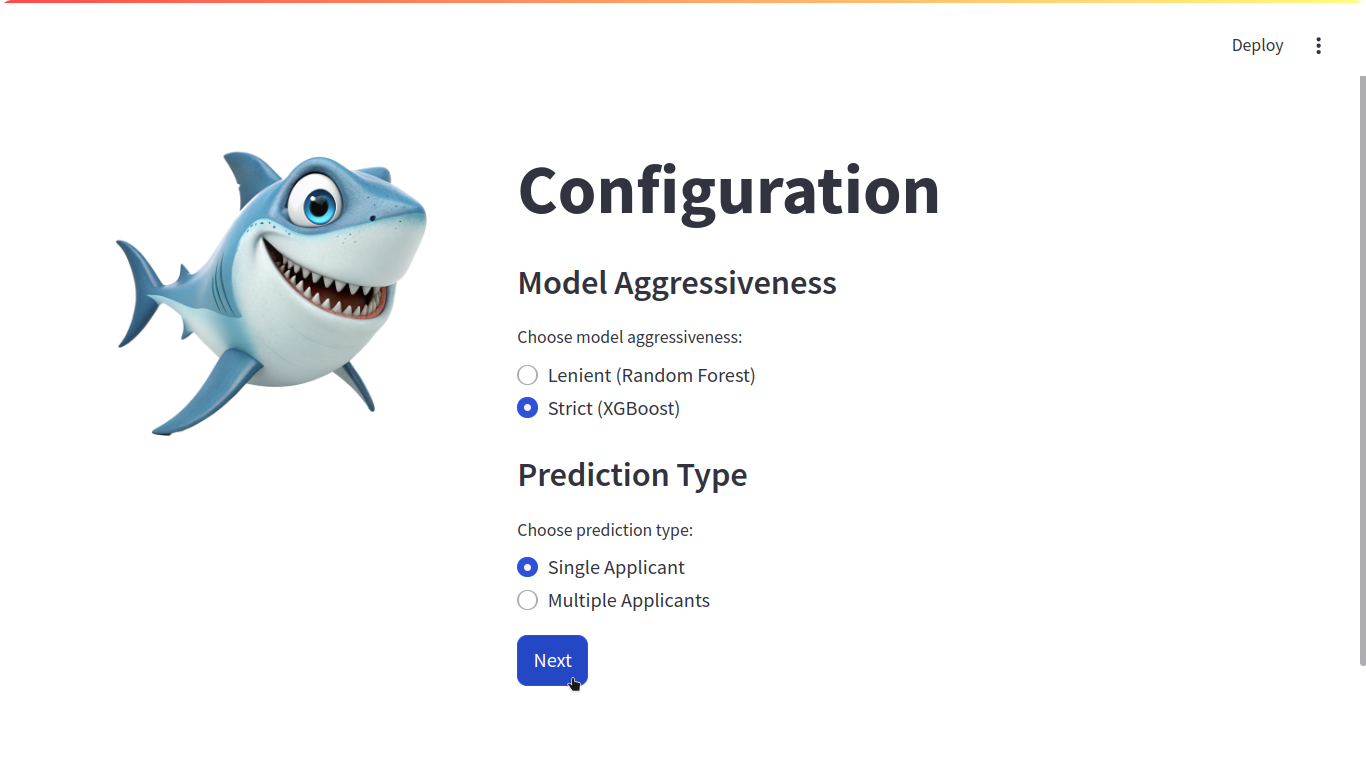 Deploy
Configuration
Model Aggressiveness
Choose model aggressiveness:
Lenient (Random Forest)
Strict (XGBoost)
Prediction Type
Choose prediction type:
Single Applicant
Multiple Applicants
Next